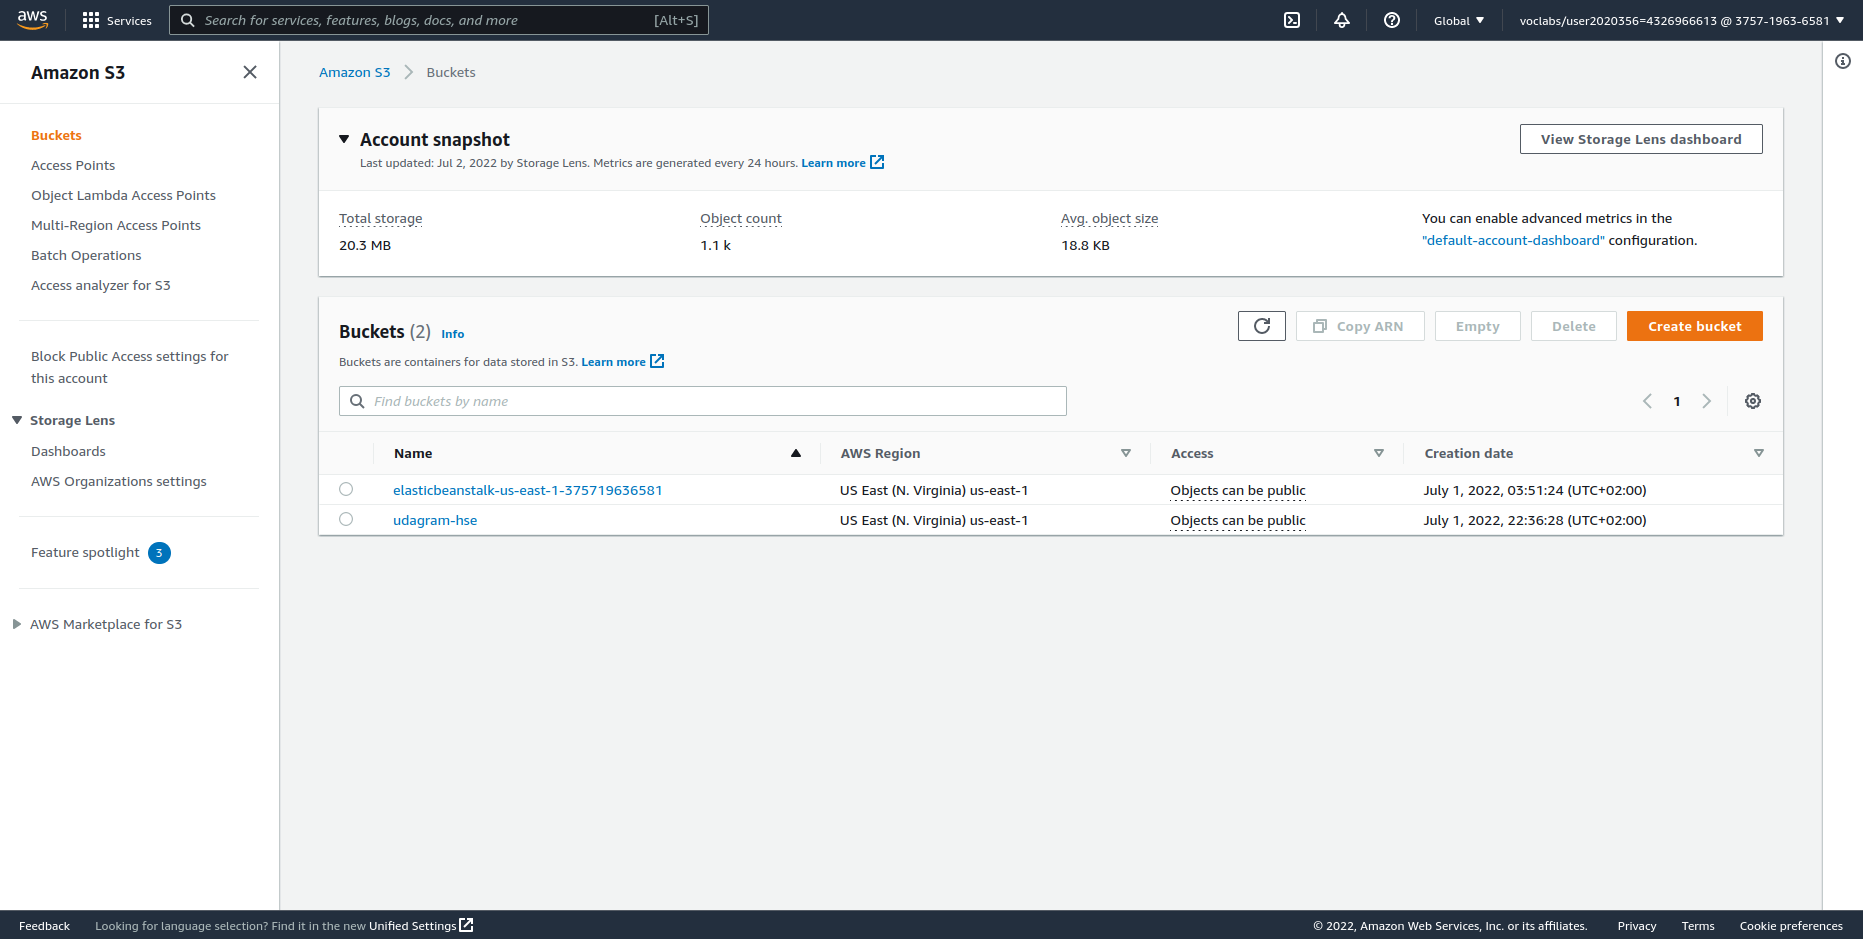 aws
Services
Search for services, features, blogs, docs, and more [Alt+S]
Global
voclabs/user2020356=4326966613 @ 3757-1963-6581
Amazon S3
Buckets
Access Points
Object Lambda Access Points
Multi-Region Access Points
Batch Operations
Access analyzer for S3
Block Public Access settings for
this account
Storage Lens
Dashboards
AWS Organizations settings
Feature spotlight 3
AWS Marketplace for S3
Amazon S3 Buckets
Account snapshot
Last updated: Jul 2, 2022 by Storage Lens. Metrics are generated every 24 hours. Learn more
View Storage Lens dashboard
Total storage
20.3 MB
Object count
1.1 k
Avg. object size
18.8 KB
You can enable advanced metrics in the
"default-account-dashboard" configuration.
Buckets (2) Info
Buckets are containers for data stored in S3. Learn more
Copy ARN
Empty
Delete
Create bucket
Find buckets by name
1
Name AWS Region Access Creation date
elasticbeanstalk-us-east-1-375719636581 US East (N. Virginia) us-east-1 Objects can be public July 1, 2022, 03:51:24 (UTC+02:00)
udagram-hse US East (N. Virginia) us-east-1 Objects can be public July 1, 2022, 22:36:28 (UTC+02:00)
Feedback Looking for language selection? Find it in the new Unified Settings © 2022, Amazon Web Services, Inc. or its affiliates. Privacy Terms Cookie preferences